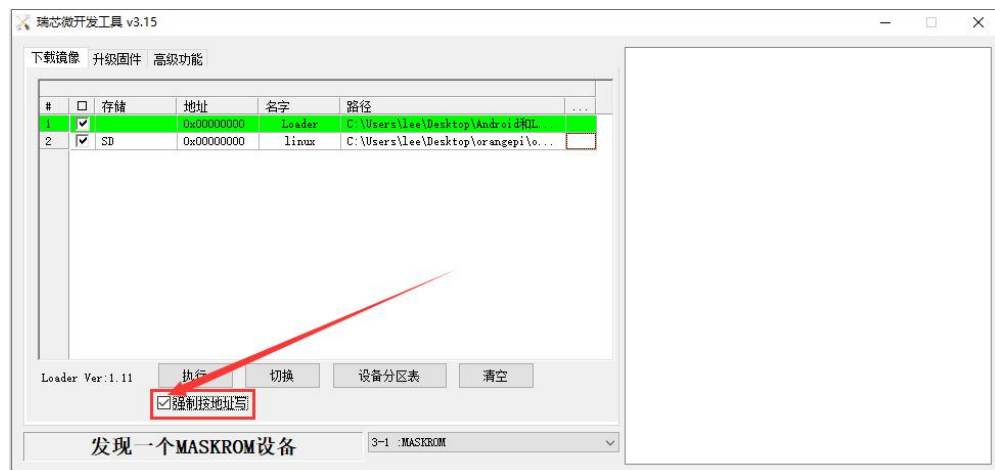 瑞芯微开发工具 v3.15
下载镜像 升级固件 高级功能
# 存储 地址 名字 路径 ...
1 0x00000000 Loader C:\Users\lee\Desktop\Android和L...
2 SD 0x00000000 linux C:\Users\lee\Desktop\orangepi\o...
Loader Ver:1.11 执行 切换 设备分区表 清空
强制按地址写
发现一个MASKROM设备 3-1 :MASKROM